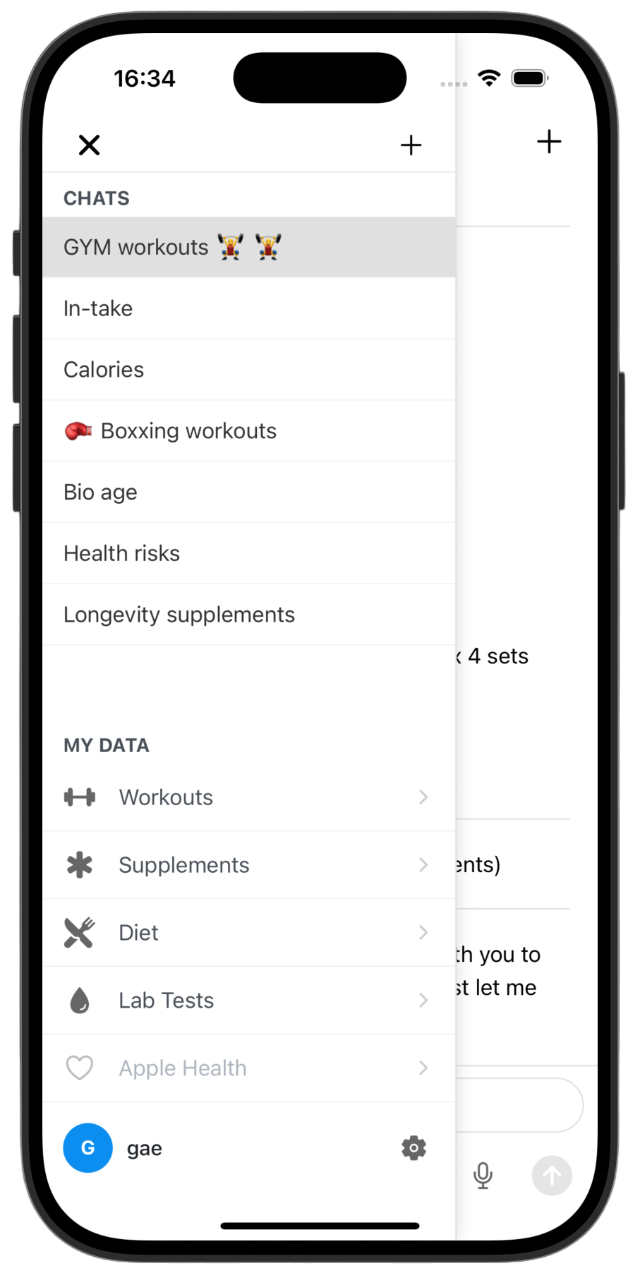 16:34
CHATS
GYM workouts 🏋️ 🏋️
In-take
Calories
🥊 Boxxing workouts
Bio age
Health risks
Longevity supplements
x 4 sets
MY DATA
Workouts
Supplements
ents)
Diet
th you to
st let me
Lab Tests
Apple Health
G
gae